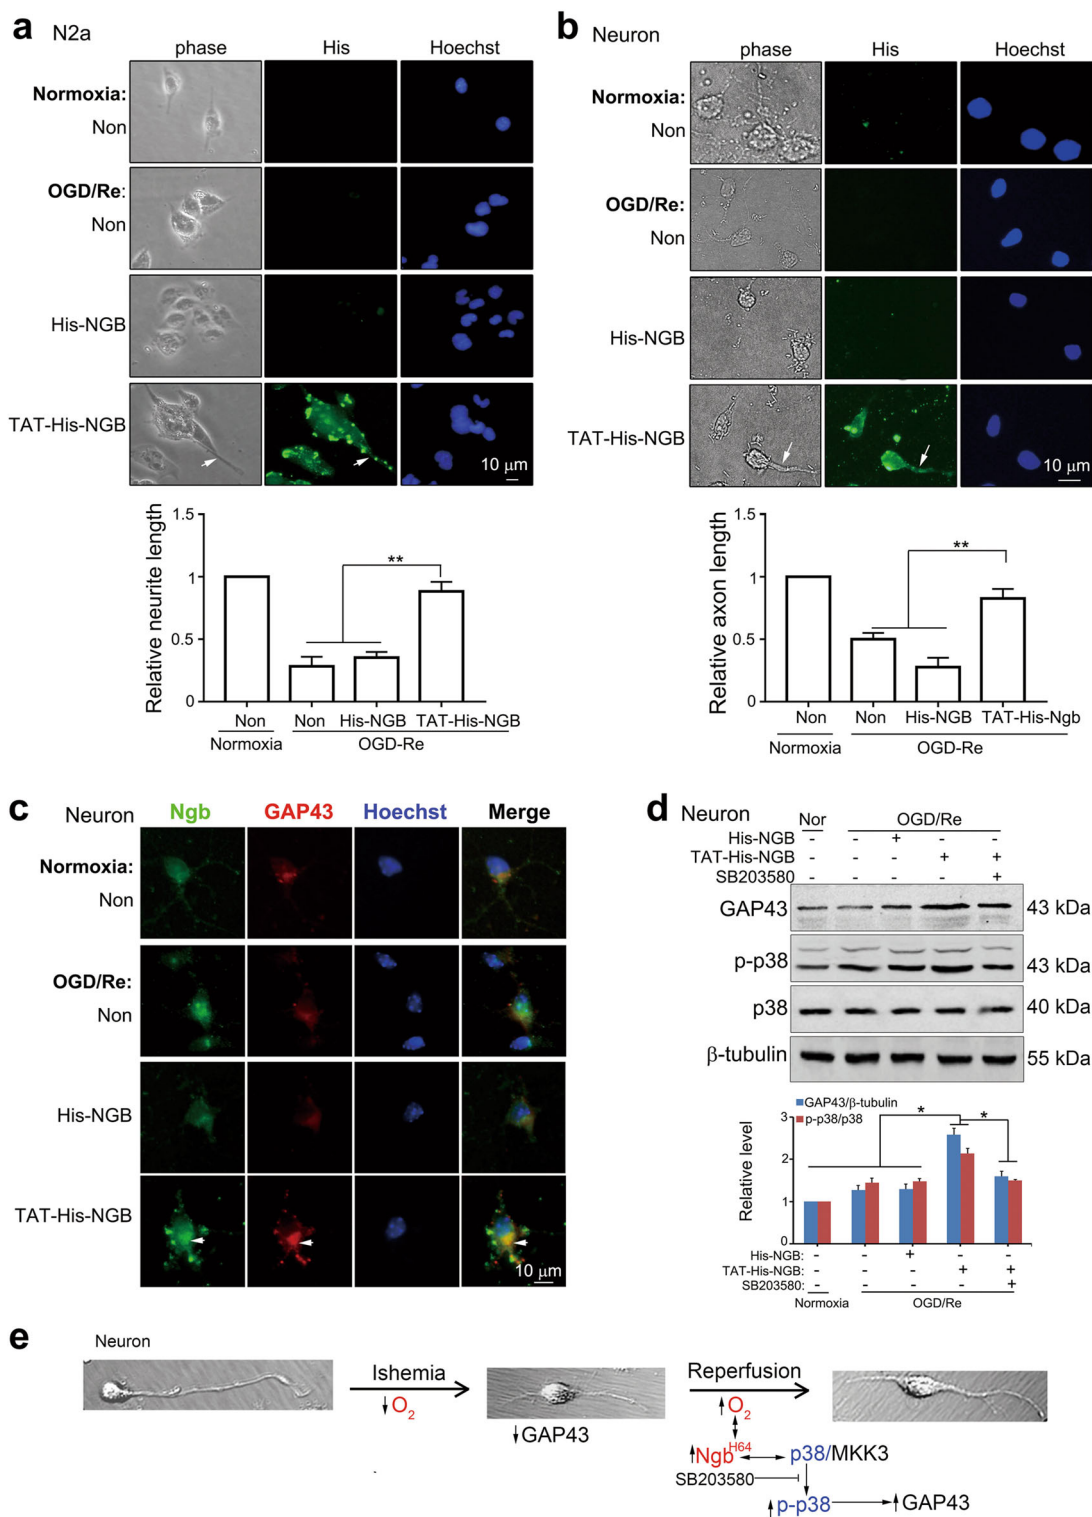 a N2a
phase His Hoechst
Normoxia:
Non
OGD/Re:
Non
His-NGB
TAT-His-NGB
10 μm
Relative neurite length
1.5
1
0.5
0
**
Non Non His-NGB TAT-His-NGB
Normoxia OGD-Re
b Neuron
phase His Hoechst
Normoxia:
Non
OGD/Re:
Non
His-NGB
TAT-His-NGB
10 μm
Relative axon length
1.5
1
0.5
0
**
Non Non His-NGB TAT-His-Ngb
Normoxia OGD-Re
c Neuron
Ngb GAP43 Hoechst Merge
Normoxia:
Non
OGD/Re:
Non
His-NGB
TAT-His-NGB
10 μm
d Neuron
Nor OGD/Re
His-NGB - - + - -
TAT-His-NGB - - - + +
SB203580 - - - - +
GAP43 43 kDa
p-p38 43 kDa
p38 40 kDa
β-tubulin 55 kDa
GAP43/β-tubulin
p-p38/p38
Relative level
3
2
1
0
* *
His-NGB: - - + - -
TAT-His-NGB: - - - + +
SB203580: - - - - +
Normoxia OGD/Re
e
Neuron
Ishemia
↓O2
↓GAP43
Reperfusion
↑O2
↑NgbH64 p38/MKK3
SB203580
↑p-p38 ↑GAP43